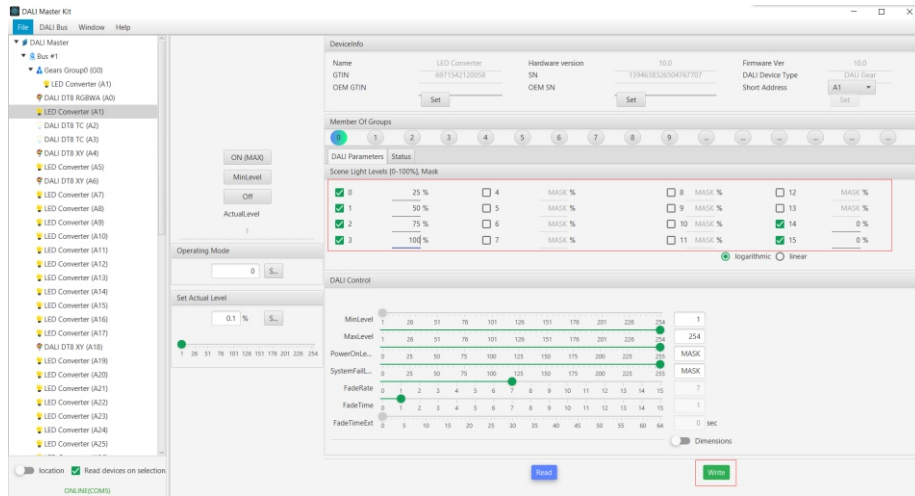 DALI Master Kit
File DALI Bus Window Help
DALI Master
Bus #1
Gears Group0 (G0)
LED Converter (A1)
DALI DT8 RGBWA (A0)
LED Converter (A1)
DALI DT8 TC (A2)
DALI DT8 TC (A3)
DALI DT8 XY (A4)
LED Converter (A5)
DALI DT8 XY (A6)
LED Converter (A7)
LED Converter (A8)
LED Converter (A9)
LED Converter (A10)
LED Converter (A11)
LED Converter (A12)
LED Converter (A13)
LED Converter (A14)
LED Converter (A15)
LED Converter (A16)
LED Converter (A17)
DALI DT8 XY (A18)
LED Converter (A19)
LED Converter (A20)
LED Converter (A21)
LED Converter (A22)
LED Converter (A23)
LED Converter (A24)
LED Converter (A25)
location Read devices on selection
ONLINE(COM5)
ON (MAX)
MinLevel
Off
ActualLevel
1
Operating Mode
0 S...
Set Actual Level
0.1 % S...
1 26 51 76 101 126 151 176 201 226 254
DeviceInfo
Name LED Converter Hardware version 10.0 Firmware Ver 10.0
GTIN 6971542120058 SN DALI Device Type DALI Gear
OEM GTIN OEM SN Short Address A1
Set Set Set
Member Of Groups
0 1 2 3 4 5 6 7 8 9 ... ... ... ... ... ...
DALI Parameters Status
Scene Light Levels [0-100%], Mask
0 25 % 4 MASK % 8 MASK % 12 MASK %
1 50 % 5 MASK % 9 MASK % 13 MASK %
2 75 % 6 MASK % 10 MASK % 14 0 %
3 100 % 7 MASK % 11 MASK % 15 0 %
logarithmic linear
DALI Control
MinLevel 1 26 51 76 101 126 151 176 201 226 254 1
MaxLevel 1 26 51 76 101 126 151 176 201 226 254 254
PowerOnLe... 0 25 50 75 100 125 150 175 200 225 255 MASK
SystemFailL... 0 25 50 75 100 125 150 175 200 225 255 MASK
FadeRate 0 1 2 3 4 5 6 7 8 9 10 11 12 13 14 15 7
FadeTime 0 1 2 3 4 5 6 7 8 9 10 11 12 13 14 15 1
FadeTimeExt 0 5 10 15 20 25 30 35 40 45 50 55 60 64 0 sec
Dimensions
Read Write